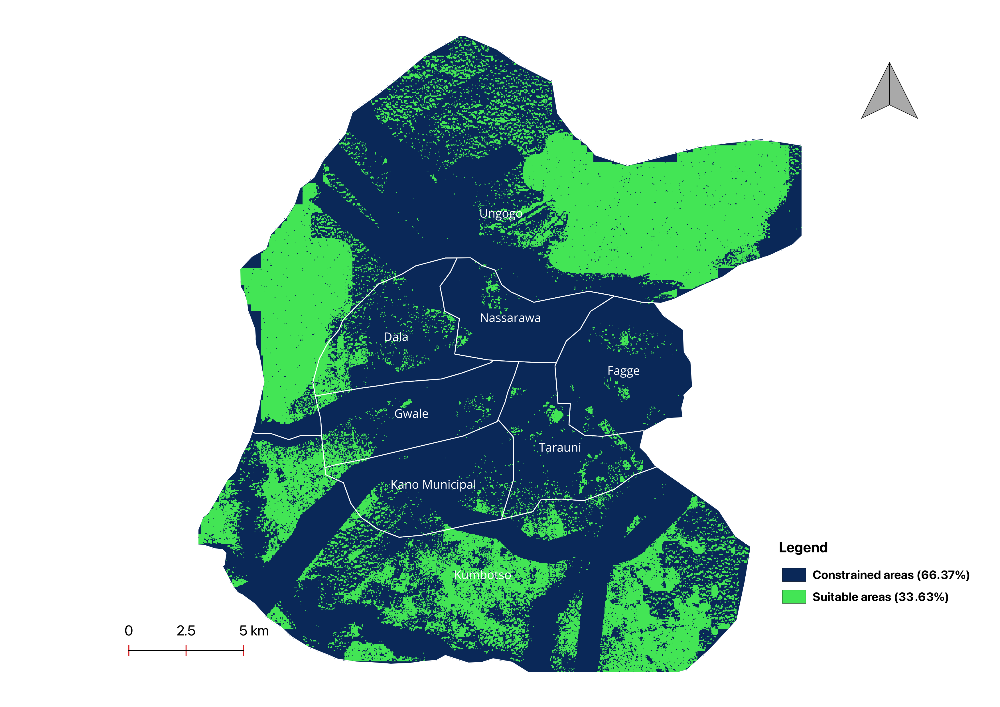 Ungogo
Nassarawa
Dala
Fagge
Gwale
Tarauni
Kano Municipal
Kumbotso
Legend
Constrained areas (66.37%)
Suitable areas (33.63%)
0 2.5 5 km